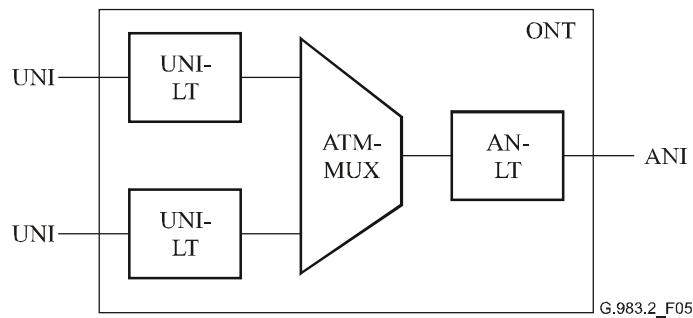 ONT
UNI
UNI-
LT
ATM-
MUX
AN-
LT
ANI
UNI
UNI-
LT
G.983.2_F05